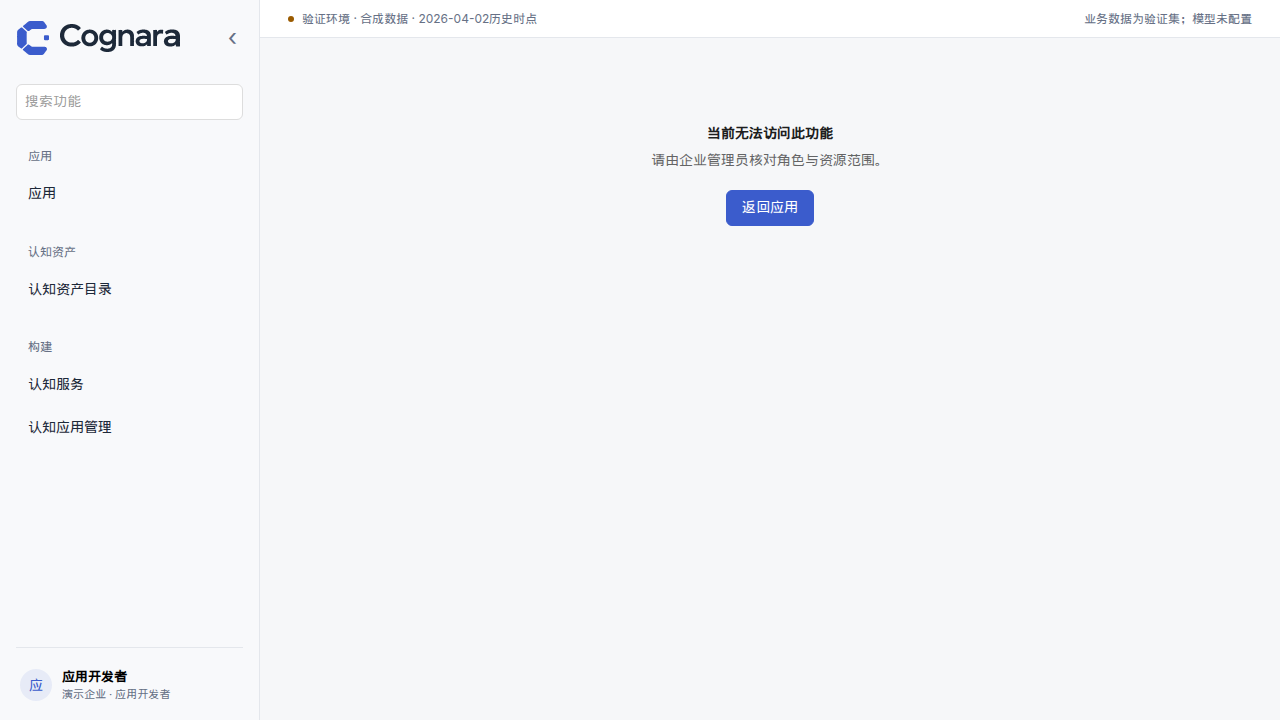 Cognara
搜索功能
应用
应用
认知资产
认知资产目录
构建
认知服务
认知应用管理
应
应用开发者
演示企业 · 应用开发者
验证环境 · 合成数据 · 2026-04-02历史时点
业务数据为验证集；模型未配置
当前无法访问此功能
请由企业管理员核对角色与资源范围。
返回应用